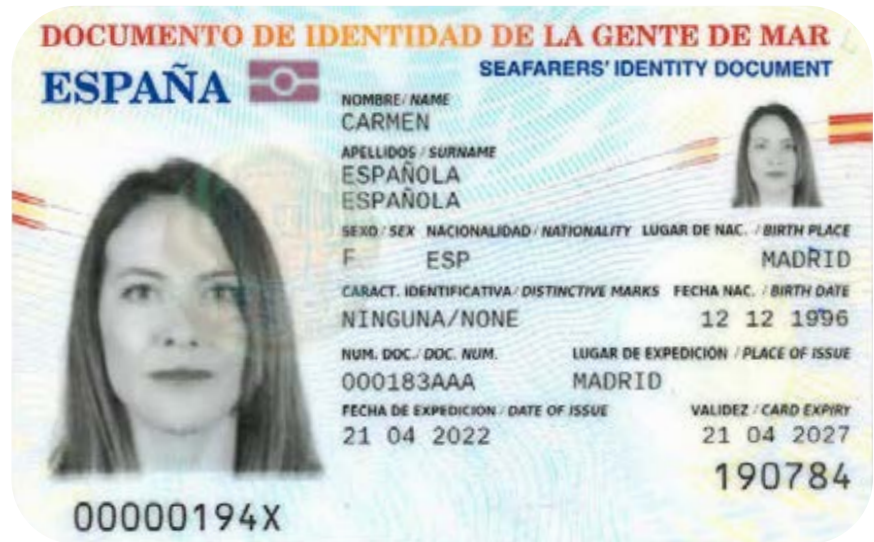 DOCUMENTO DE IDENTIDAD DE LA GENTE DE MAR
ESPAÑA
SEAFARERS' IDENTITY DOCUMENT
NOMBRE/ NAME
CARMEN
APELLIDOS / SURNAME
ESPAÑOLA
ESPAÑOLA
SEXO / SEX NACIONALIDAD / NATIONALITY LUGAR DE NAC. / BIRTH PLACE
F ESP MADRID
CARACT. IDENTIFICATIVA / DISTINCTIVE MARKS FECHA NAC. / BIRTH DATE
NINGUNA/NONE 12 12 1996
NUM. DOC./ DOC. NUM. LUGAR DE EXPEDICIÓN / PLACE OF ISSUE
000183AAA MADRID
FECHA DE EXPEDICIÓN / DATE OF ISSUE VALIDEZ / CARD EXPIRY
21 04 2022 21 04 2027
190784
00000194X